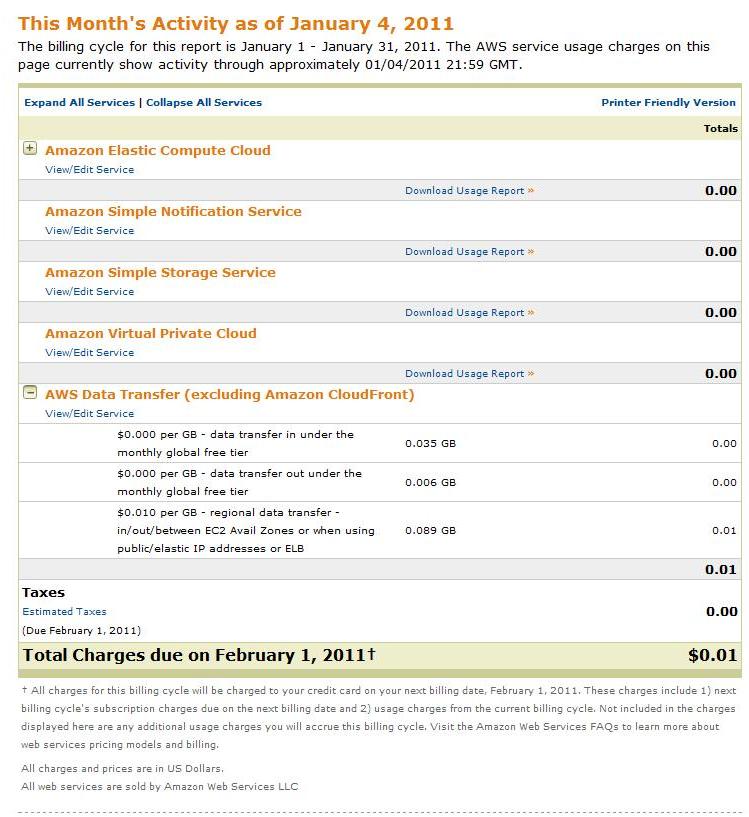 This Month's Activity as of January 4, 2011
The billing cycle for this report is January 1 - January 31, 2011. The AWS service usage charges on this
page currently show activity through approximately 01/04/2011 21:59 GMT.
Expand All Services | Collapse All Services Printer Friendly Version
Totals
Amazon Elastic Compute Cloud
View/Edit Service
Download Usage Report » 0.00
Amazon Simple Notification Service
View/Edit Service
Download Usage Report » 0.00
Amazon Simple Storage Service
View/Edit Service
Download Usage Report » 0.00
Amazon Virtual Private Cloud
View/Edit Service
Download Usage Report » 0.00
AWS Data Transfer (excluding Amazon CloudFront)
View/Edit Service
$0.000 per GB - data transfer in under the
monthly global free tier 0.035 GB 0.00
$0.000 per GB - data transfer out under the
monthly global free tier 0.006 GB 0.00
$0.010 per GB - regional data transfer -
in/out/between EC2 Avail Zones or when using 0.089 GB 0.01
public/elastic IP addresses or ELB
0.01
Taxes
Estimated Taxes 0.00
(Due February 1, 2011)
Total Charges due on February 1, 2011† $0.01
† All charges for this billing cycle will be charged to your credit card on your next billing date, February 1, 2011. These charges include 1) next
billing cycle's subscription charges due on the next billing date and 2) usage charges from the current billing cycle. Not included in the charges
displayed here are any additional usage charges you will accrue this billing cycle. Visit the Amazon Web Services FAQs to learn more about
web services pricing models and billing.
All charges and prices are in US Dollars.
All web services are sold by Amazon Web Services LLC